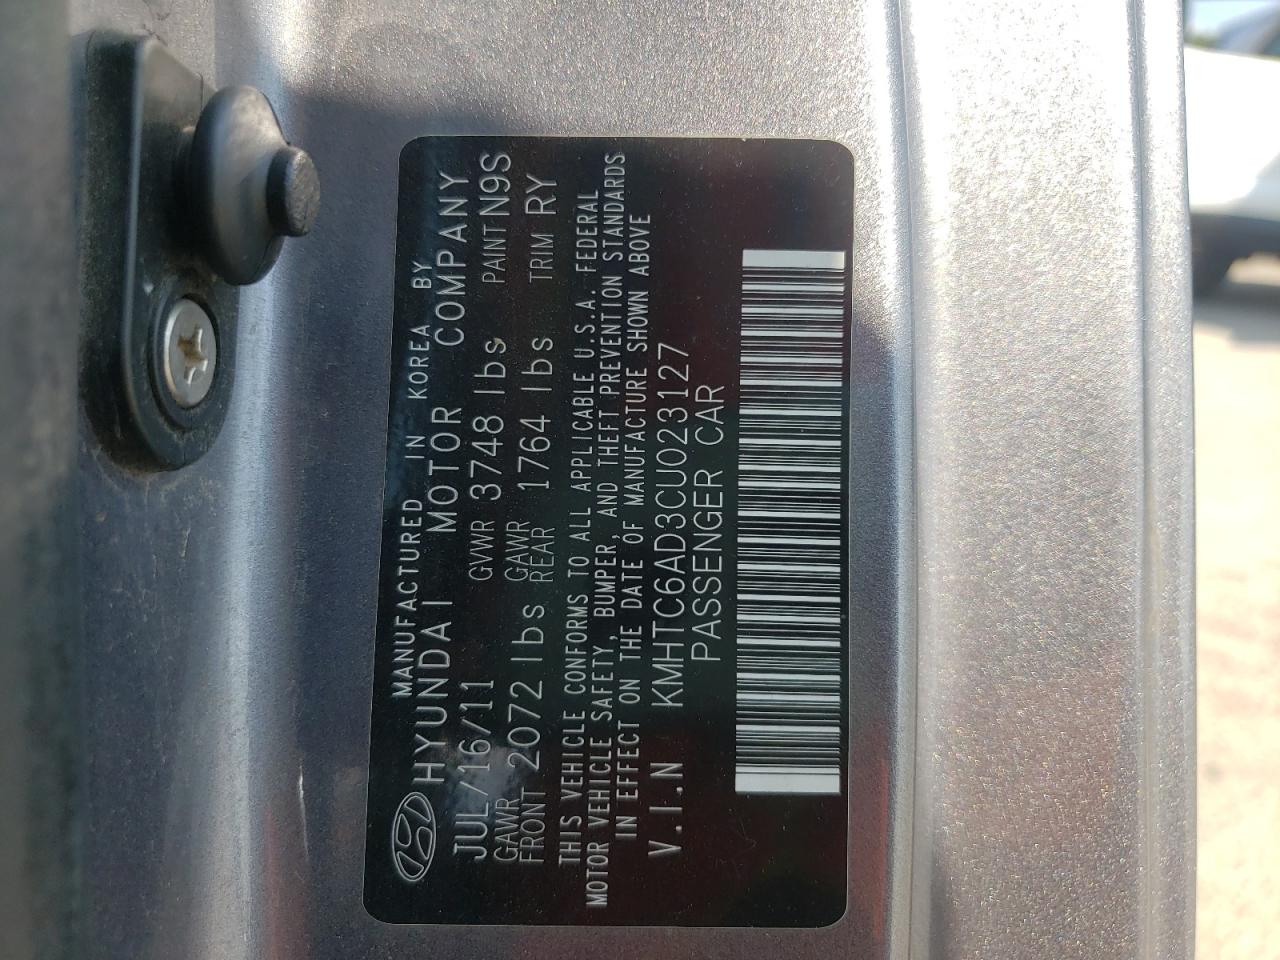 MANUFACTURED IN KOREA BY
HYUNDAI MOTOR COMPANY
JUL/16/11 GVWR 3748 lbs PAINT N9S
GAWR FRONT 2072 lbs GAWR REAR 1764 lbs TRIM RY
THIS VEHICLE CONFORMS TO ALL APPLICABLE U.S.A. FEDERAL
MOTOR VEHICLE SAFETY, BUMPER, AND THEFT PREVENTION STANDARDS
IN EFFECT ON THE DATE OF MANUFACTURE SHOWN ABOVE
V.I.N KMHTC6AD3CU023127
PASSENGER CAR